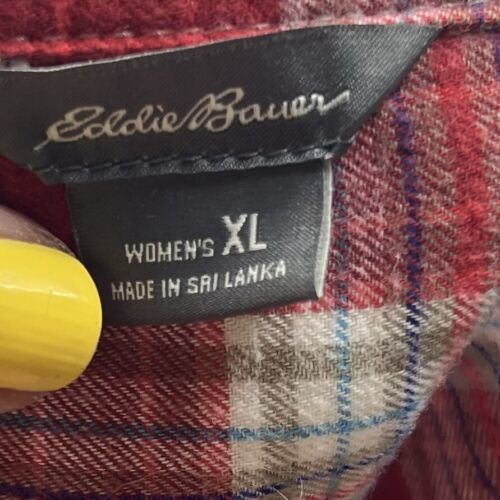 Eddie Bauer
WOMEN'S XL
MADE IN SRI LANKA